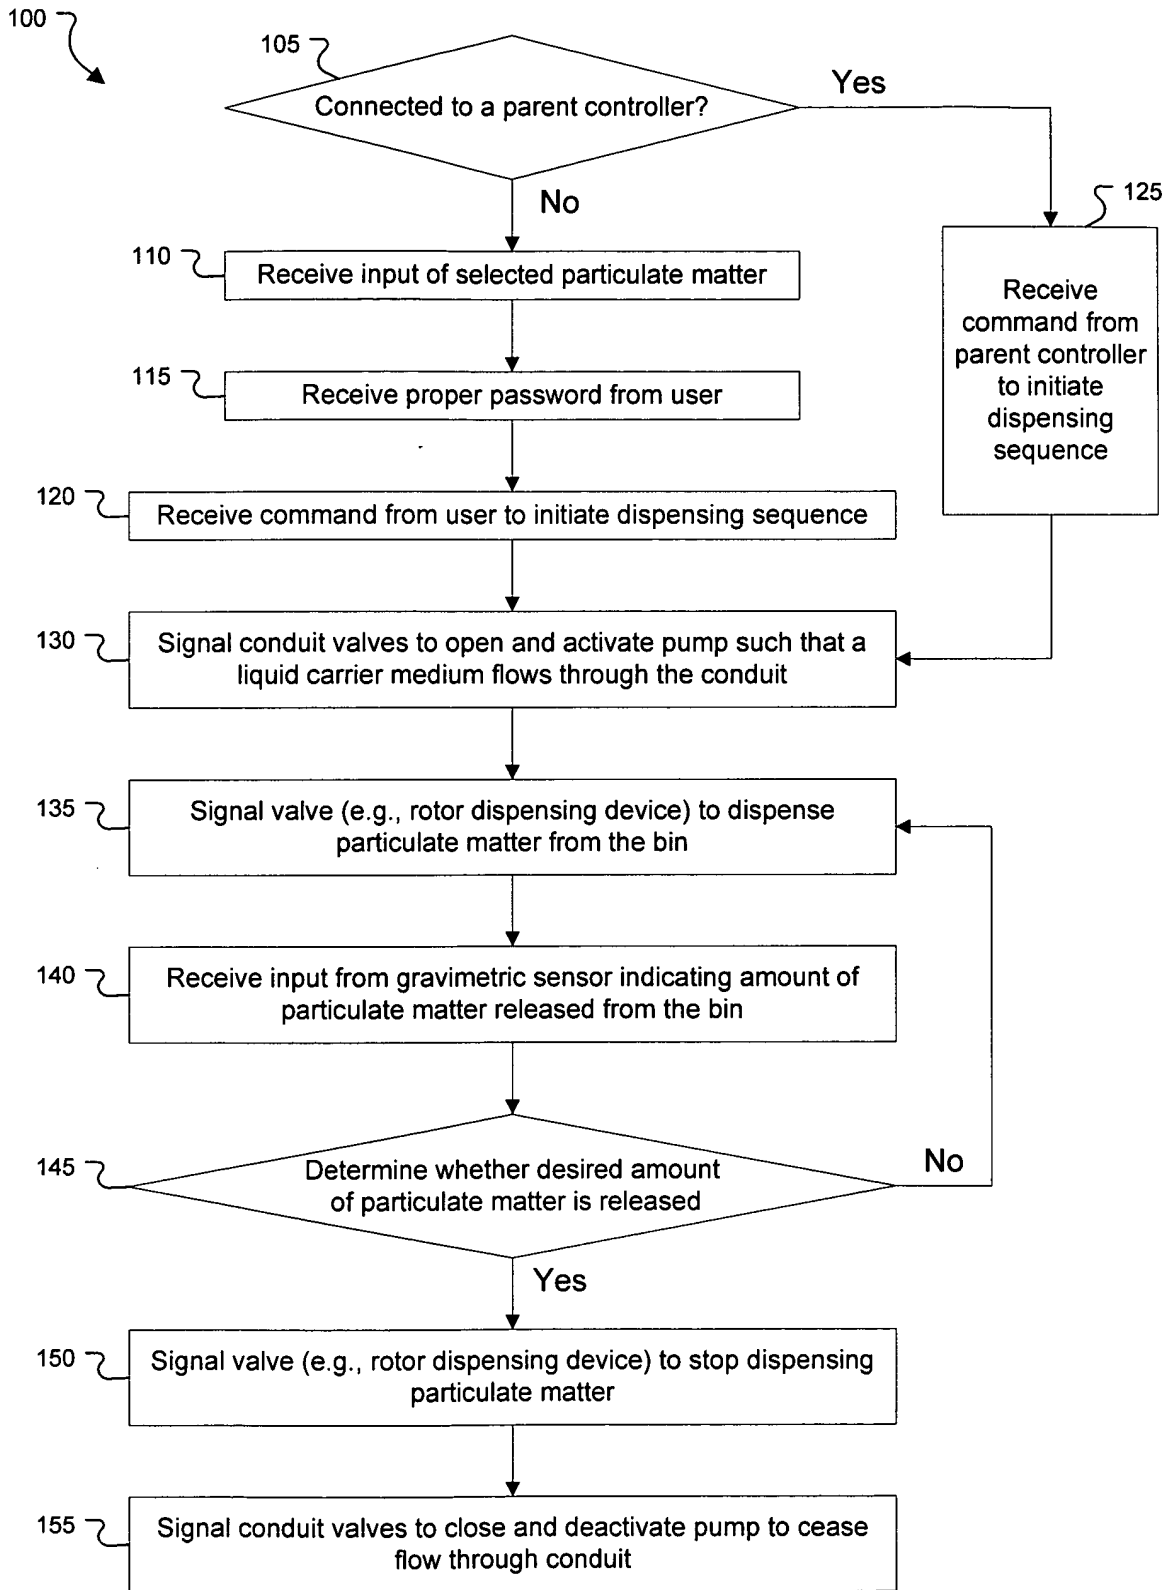 100
105
Connected to a parent controller?
Yes
No
125
110
Receive input of selected particulate matter
Receive
command from
parent controller
to initiate
dispensing
sequence
115
Receive proper password from user
120
Receive command from user to initiate dispensing sequence
130
Signal conduit valves to open and activate pump such that a
liquid carrier medium flows through the conduit
135
Signal valve (e.g., rotor dispensing device) to dispense
particulate matter from the bin
140
Receive input from gravimetric sensor indicating amount of
particulate matter released from the bin
145
Determine whether desired amount
of particulate matter is released
No
Yes
150
Signal valve (e.g., rotor dispensing device) to stop dispensing
particulate matter
155
Signal conduit valves to close and deactivate pump to cease
flow through conduit